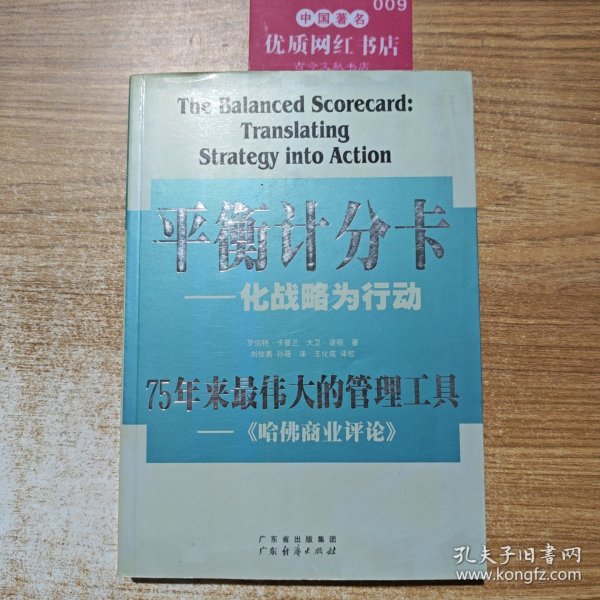 009
中国著名
优质网红书店
The Balanced Scorecard:
Translating
Strategy into Action
平衡计分卡
——化战略为行动
罗伯特·卡普兰 大卫·诺顿 著
刘俊勇 孙薇 译 王化成 译校
75年来最伟大的管理工具
——《哈佛商业评论》
广东省出版集团
广东经济出版社
孔夫子旧书网
www.kongfz.com